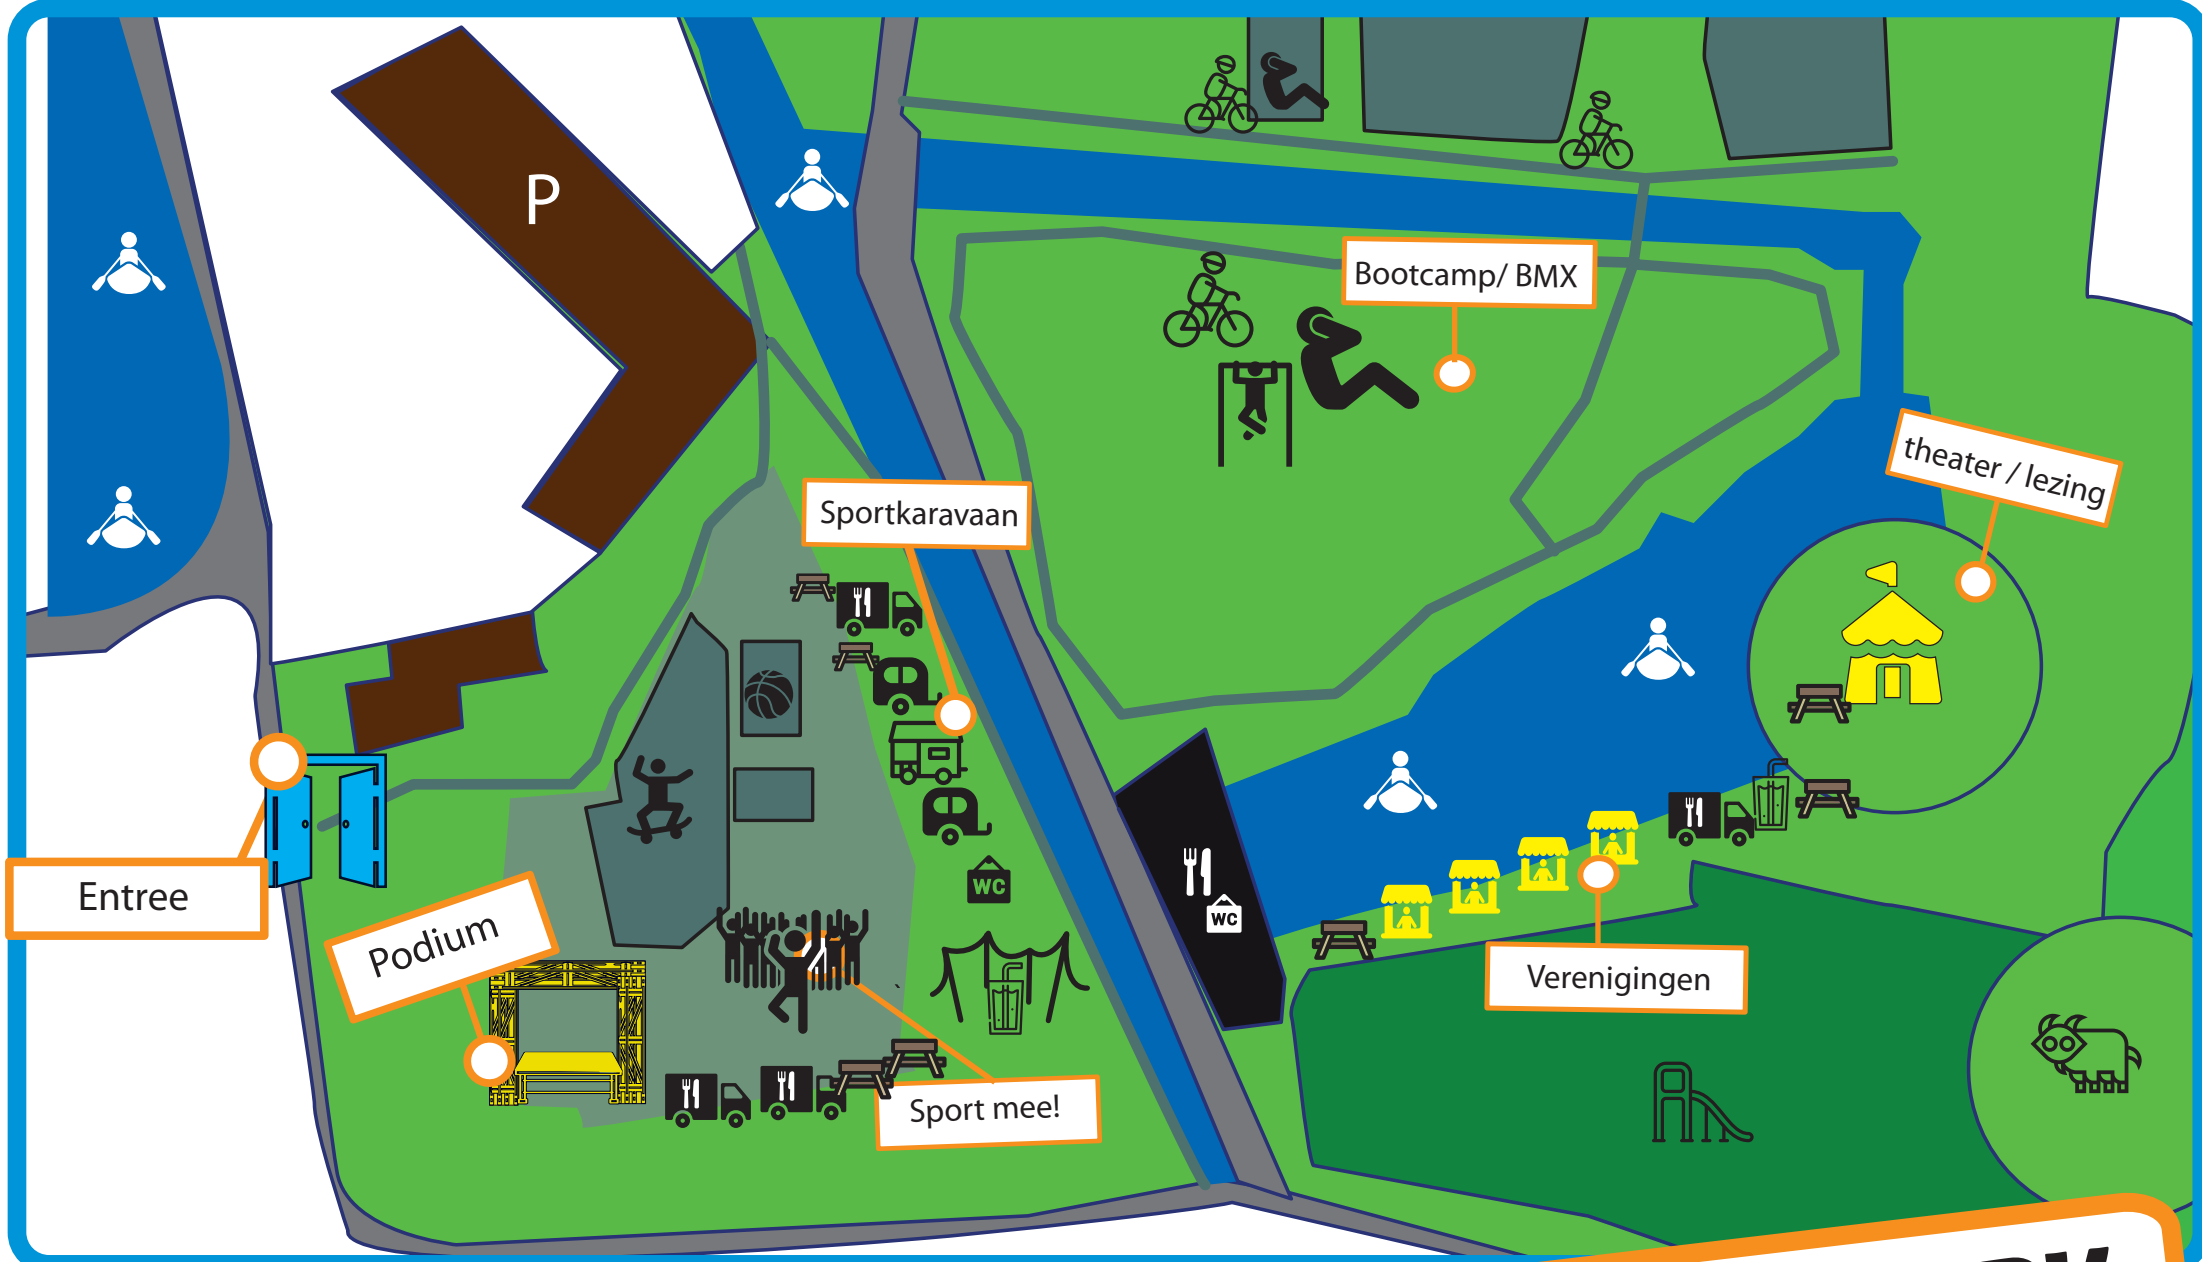 P
Bootcamp/ BMX
theater / lezing
Sportkaravaan
Entree
Podium
WC
WC
Verenigingen
Sport mee!